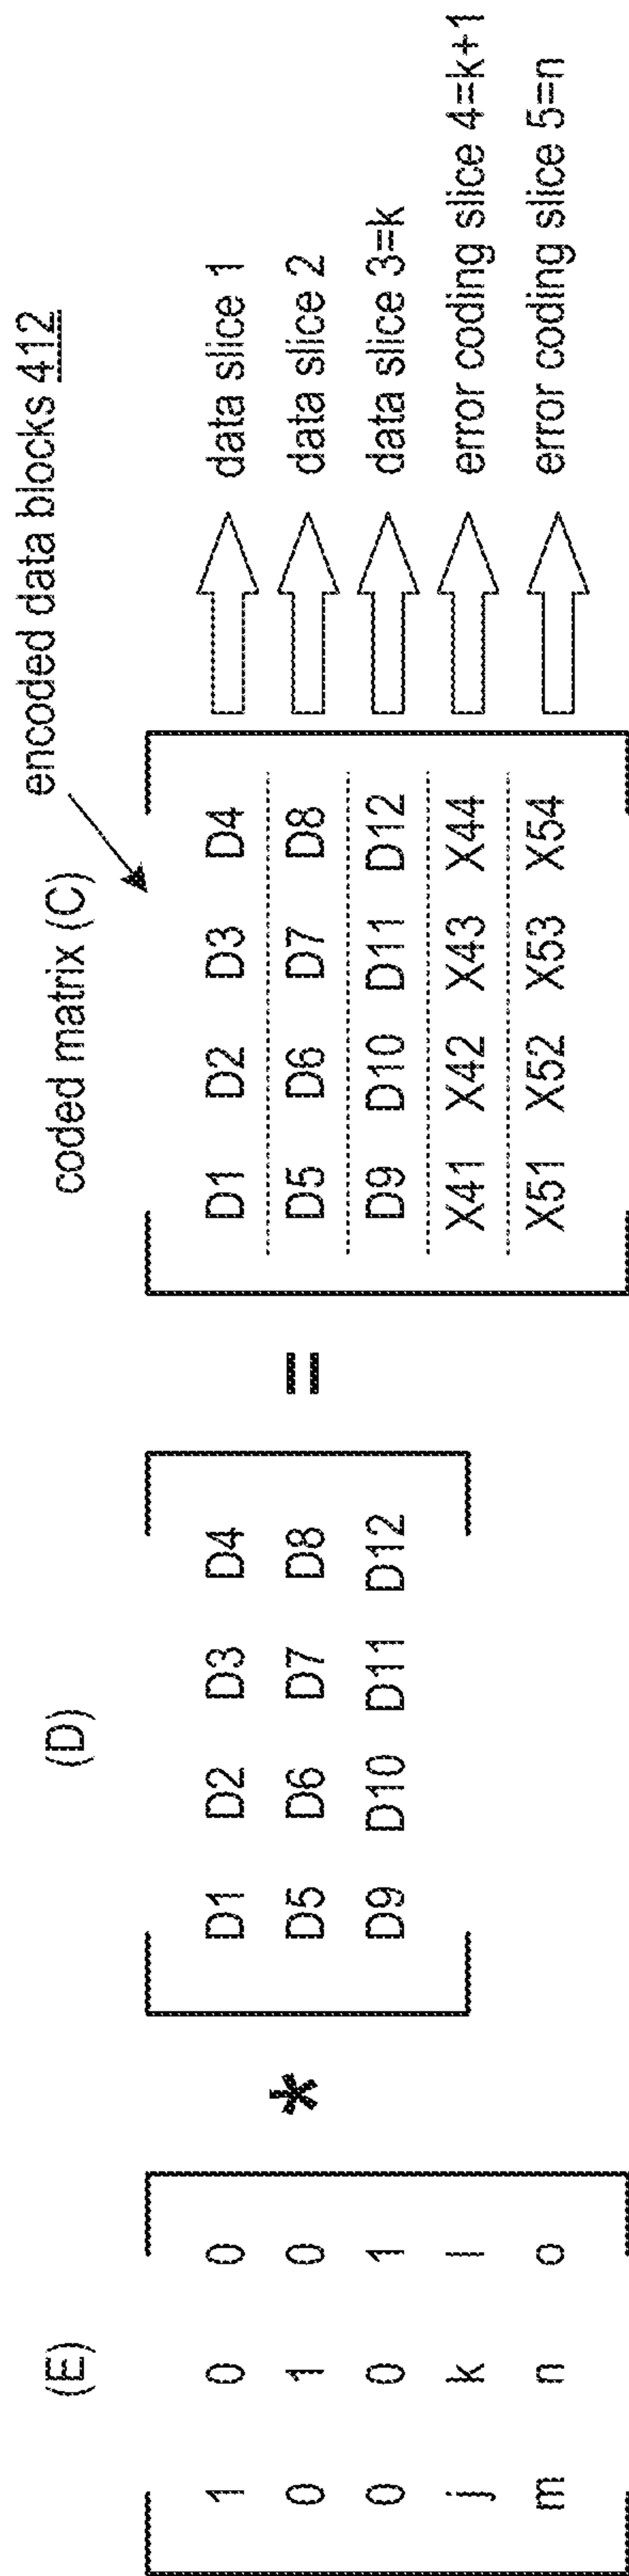 encoded data blocks 412
(E) (D) coded matrix (C)
1 0 0 * D1 D2 D3 D4 = D1 D2 D3 D4 data slice 1
0 1 0 D5 D6 D7 D8 D5 D6 D7 D8 data slice 2
0 0 1 D9 D10 D11 D12 D9 D10 D11 D12 data slice 3=k
j k l X41 X42 X43 X44 error coding slice 4=k+1
m n o X51 X52 X53 X54 error coding slice 5=n